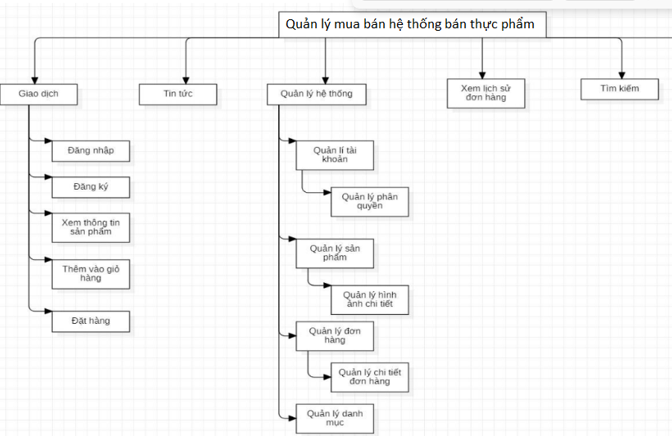 Quản lý mua bán hệ thống bán thực phẩm
Giao dịch
Tin tức
Quản lý hệ thống
Xem lịch sử
đơn hàng
Tìm kiếm
Đăng nhập
Đăng ký
Xem thông tin
sản phẩm
Thêm vào giỏ
hàng
Đặt hàng
Quản lí tài
khoản
Quản lý phân
quyền
Quản lý sản
phẩm
Quản lý hình
ảnh chi tiết
Quản lý đơn
hàng
Quản lý chi tiết
đơn hàng
Quản lý danh
mục